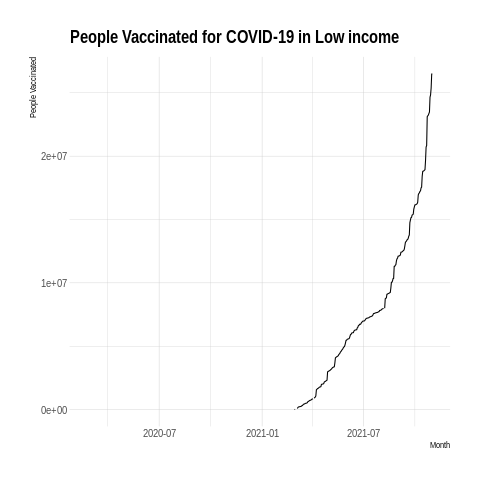 People Vaccinated for COVID-19 in Low income
People Vaccinated
2e+07
1e+07
0e+00
2020-07
2021-01
2021-07
Month